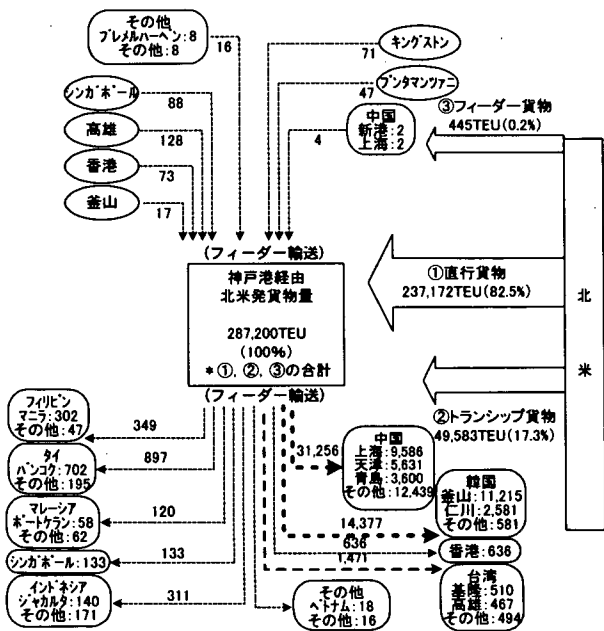 その他
ブレメルハーヘン:8
その他:8
16
キングストン
71
プンタマンツァニ
47
シンガポール
88
高雄
128
香港
73
釜山
17
中国
新港:2
上海:2
4
③フィーダー貨物
445TEU(0.2%)
(フィーダー輸送)
神戸港経由
北米発貨物量
287,200TEU
(100%)
*①,②,③の合計
(フィーダー輸送)
①直行貨物
237,172TEU(82.5%)
北米
②トランシップ貨物
49,583TEU(17.3%)
フィリピン
マニラ:302
その他:47
349
タイ
バンコク:702
その他:195
897
マレーシア
ポートケラン:58
その他:62
120
シンガポール:133
133
インドネシア
ジャカルタ:140
その他:171
311
31,256
中国
上海:9,586
天津:5,631
青島:3,600
その他:12,439
14,377
韓国
釜山:11,215
仁川:2,581
その他:581
636
香港:636
1,471
台湾
基隆:510
高雄:467
その他:494
その他
ベトナム:18
その他:16